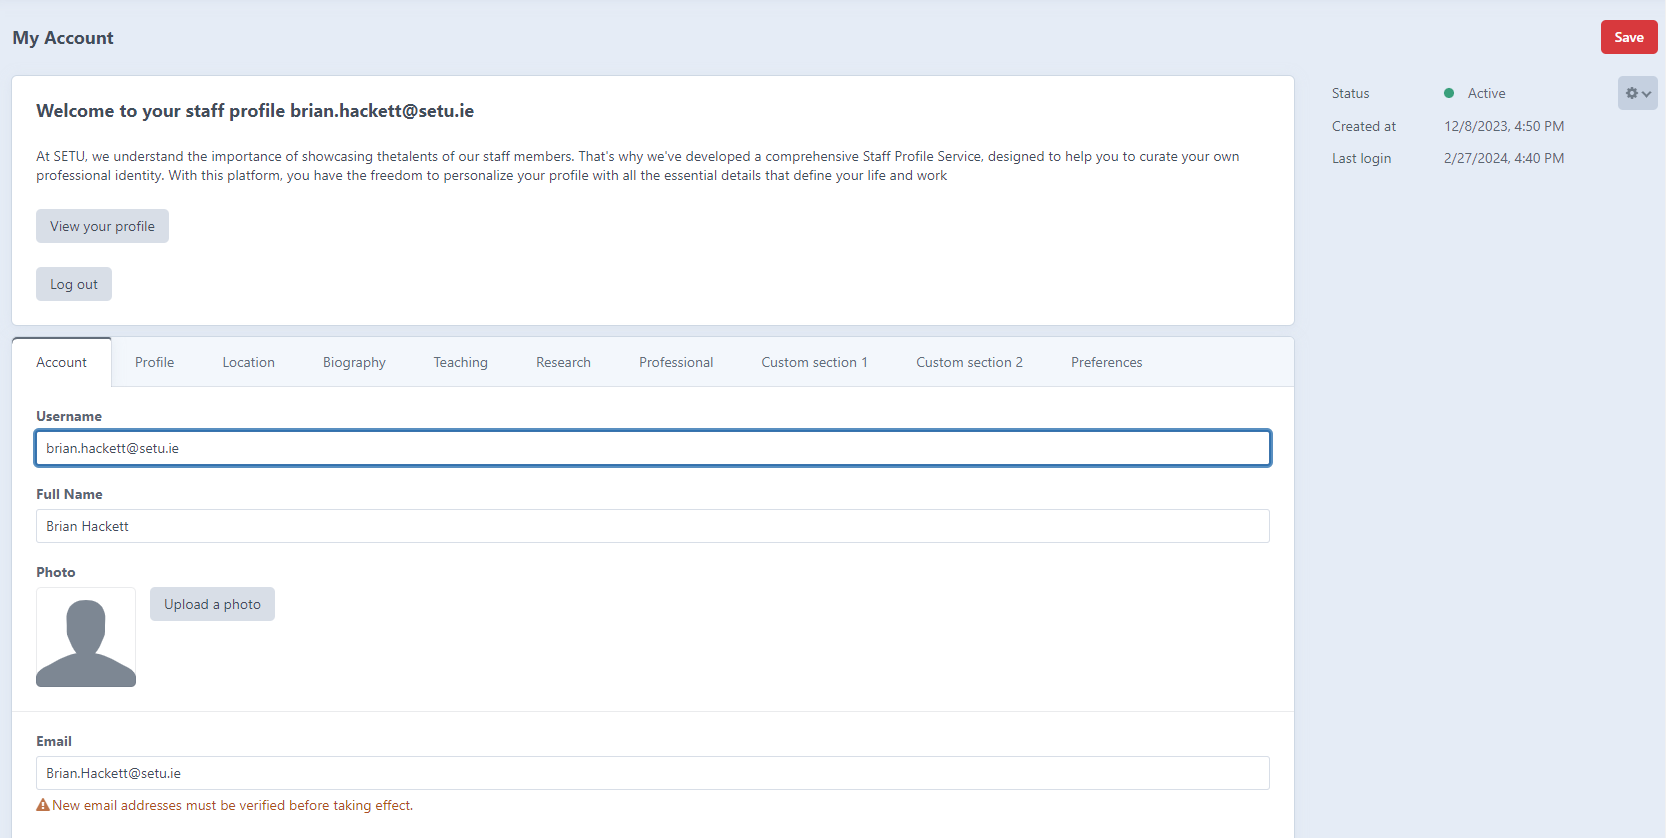 My Account
Save
Welcome to your staff profile brian.hackett@setu.ie
At SETU, we understand the importance of showcasing thetalents of our staff members. That's why we've developed a comprehensive Staff Profile Service, designed to help you to curate your own
professional identity. With this platform, you have the freedom to personalize your profile with all the essential details that define your life and work
View your profile
Log out
Status Active
Created at 12/8/2023, 4:50 PM
Last login 2/27/2024, 4:40 PM
Account Profile Location Biography Teaching Research Professional Custom section 1 Custom section 2 Preferences
Username
brian.hackett@setu.ie
Full Name
Brian Hackett
Photo
Upload a photo
Email
Brian.Hackett@setu.ie
New email addresses must be verified before taking effect.